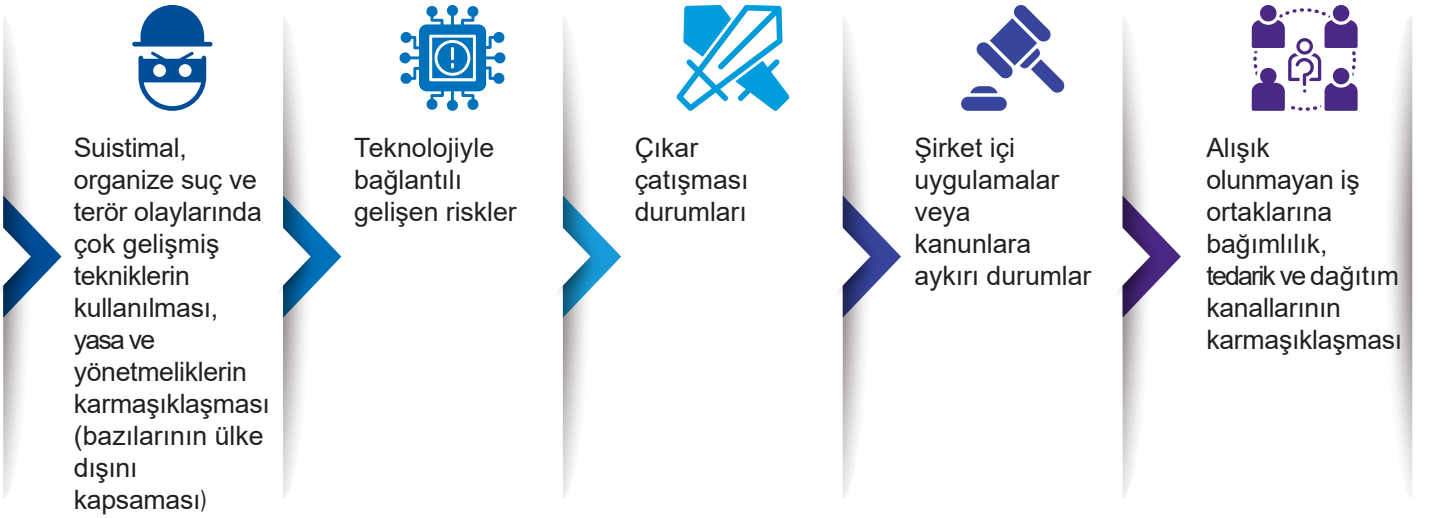 Suistimal,
organize suç ve
terör olaylarında
çok gelişmiş
tekniklerin
kullanılması,
yasa ve
yönetmeliklerin
karmaşıklaşması
(bazılarının ülke
dışını
kapsaması)
Teknolojiyle
bağlantılı
gelişen riskler
Çıkar
çatışması
durumları
Şirket içi
uygulamalar
veya
kanunlara
aykırı durumlar
Alışık
olunmayan iş
ortaklarına
bağımlılık,
tedarik ve dağıtım
kanallarının
karmaşıklaşması